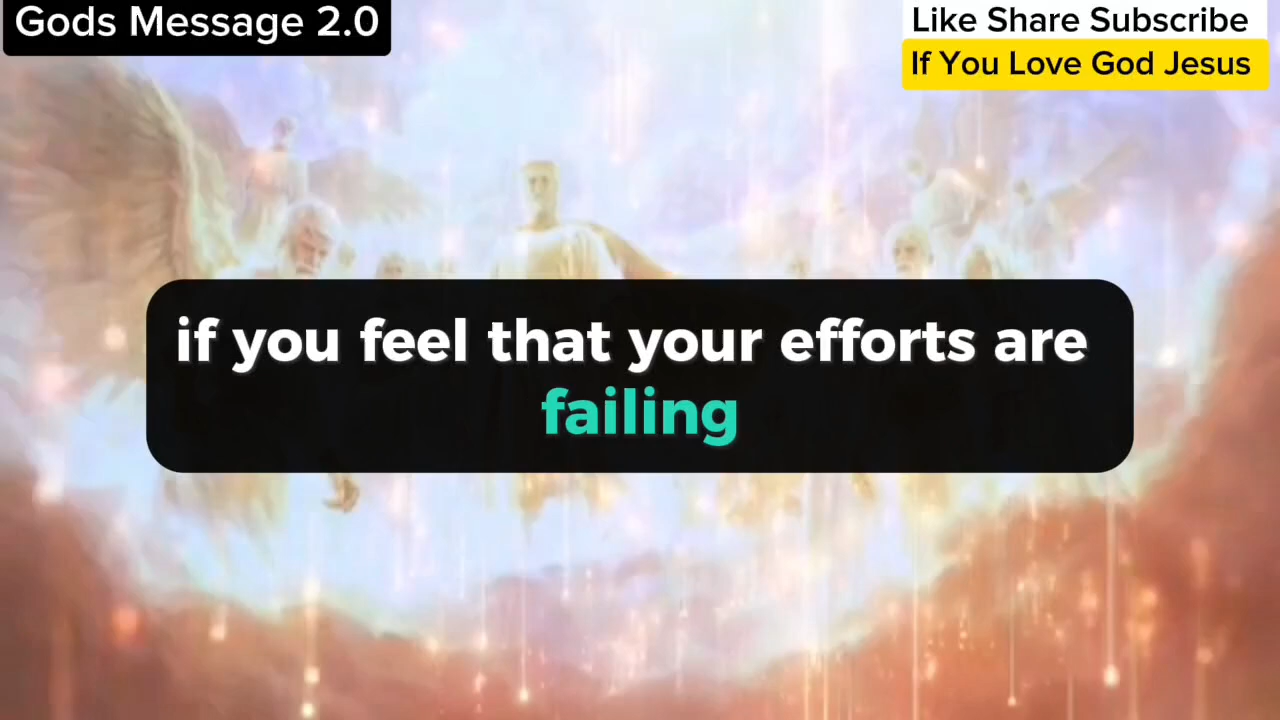 Gods Message 2.0
Like Share Subscribe
If You Love God Jesus
if you feel that your efforts are
failing